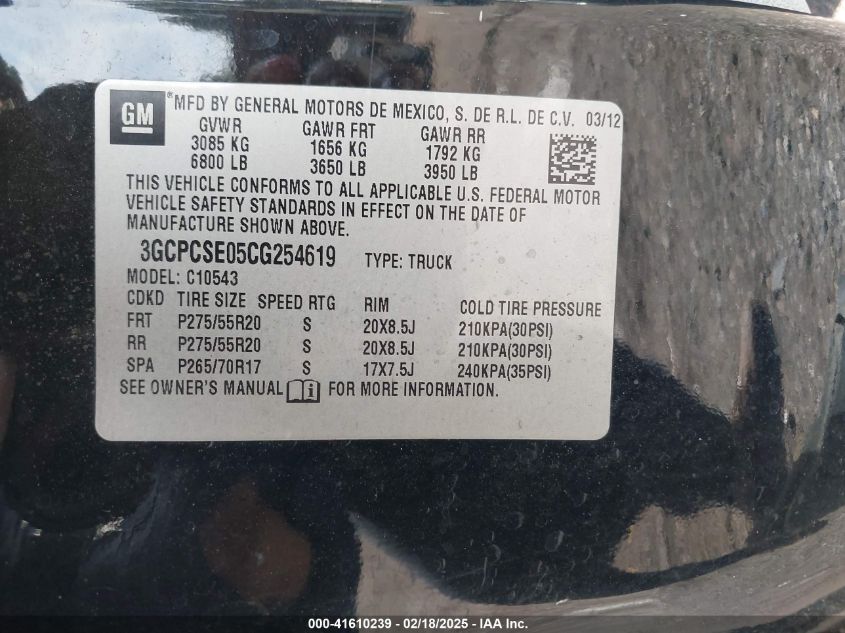 GM
®MFD BY GENERAL MOTORS DE MEXICO, S. DE R.L. DE C.V. 03/12
GVWR GAWR FRT GAWR RR
3085 KG 1656 KG 1792 KG
6800 LB 3650 LB 3950 LB
THIS VEHICLE CONFORMS TO ALL APPLICABLE U.S. FEDERAL MOTOR
VEHICLE SAFETY STANDARDS IN EFFECT ON THE DATE OF
MANUFACTURE SHOWN ABOVE.
3GCPCSE05CG254619 TYPE: TRUCK
MODEL: C10543
CDKD TIRE SIZE SPEED RTG RIM COLD TIRE PRESSURE
FRT P275/55R20 S 20X8.5J 210KPA(30PSI)
RR P275/55R20 S 20X8.5J 210KPA(30PSI)
SPA P265/70R17 S 17X7.5J 240KPA(35PSI)
SEE OWNER'S MANUAL i FOR MORE INFORMATION.
000-41610239 - 02/18/2025 - IAA Inc.